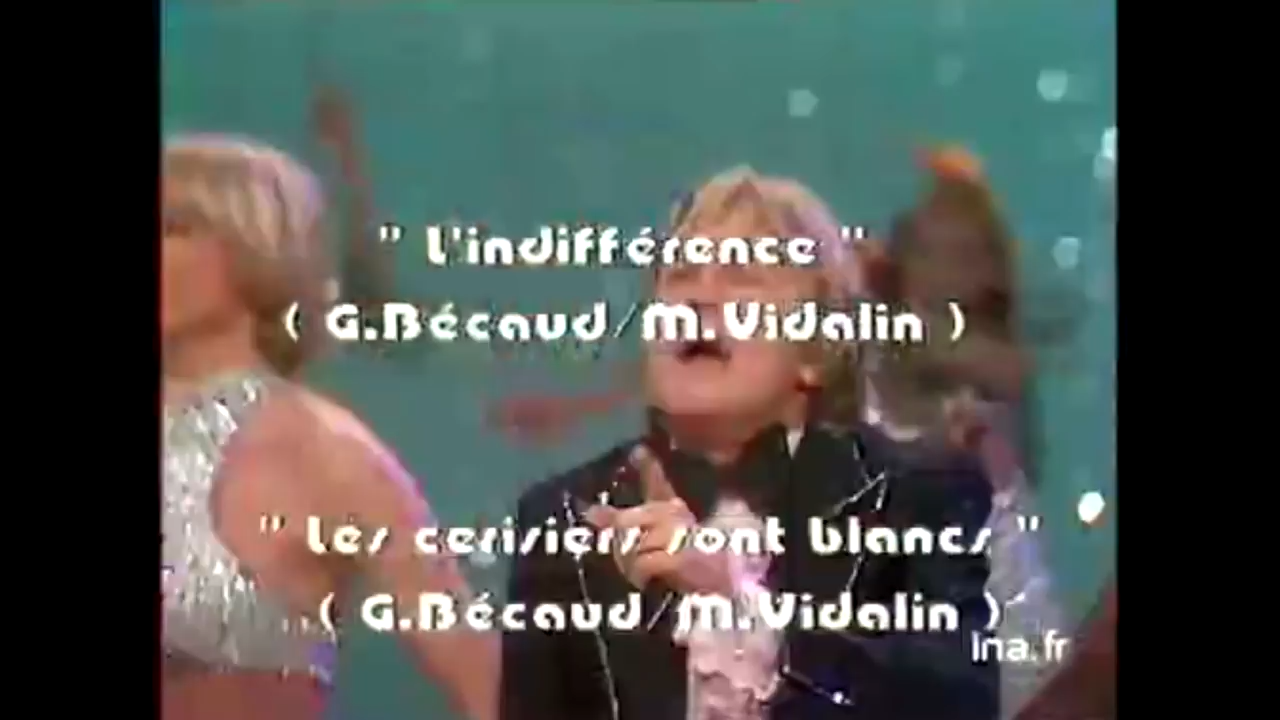 " L'indifférence "
( G.Bécaud/M.Vidalin )
" Les cerisiers sont blancs "
( G.Bécaud/M.Vidalin )
Ina.fr